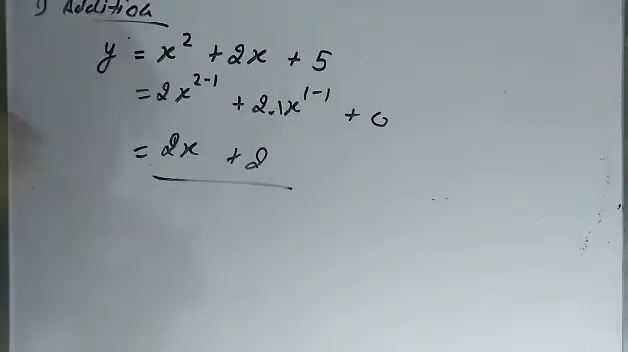 1) Addition
y = x² + 2x + 5
= 2x²⁻¹ + 2.1x¹⁻¹ + 0
= 2x + 2